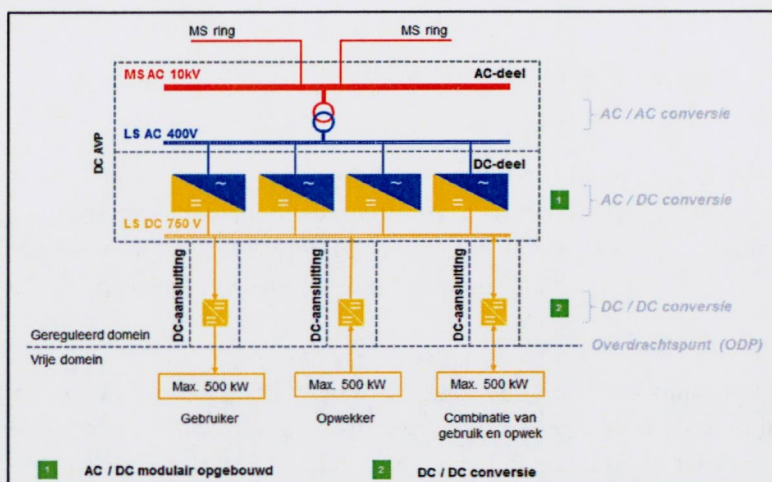 MS ring
MS ring
MS AC 10kV
AC-deel
AC / AC conversie
LS AC 400V
DC AVP
DC-deel
1
AC / DC conversie
LS DC 750 V
DC-aansluiting
DC-aansluiting
DC-aansluiting
2
DC / DC conversie
Gereguleerd domein
Overdrachtspunt (ODP)
Vrije domein
Max. 500 kW
Max. 500 kW
Max. 500 kW
Gebruiker
Opwekker
Combinatie van
gebruik en opwek
1 AC / DC modulair opgebouwd
2 DC / DC conversie